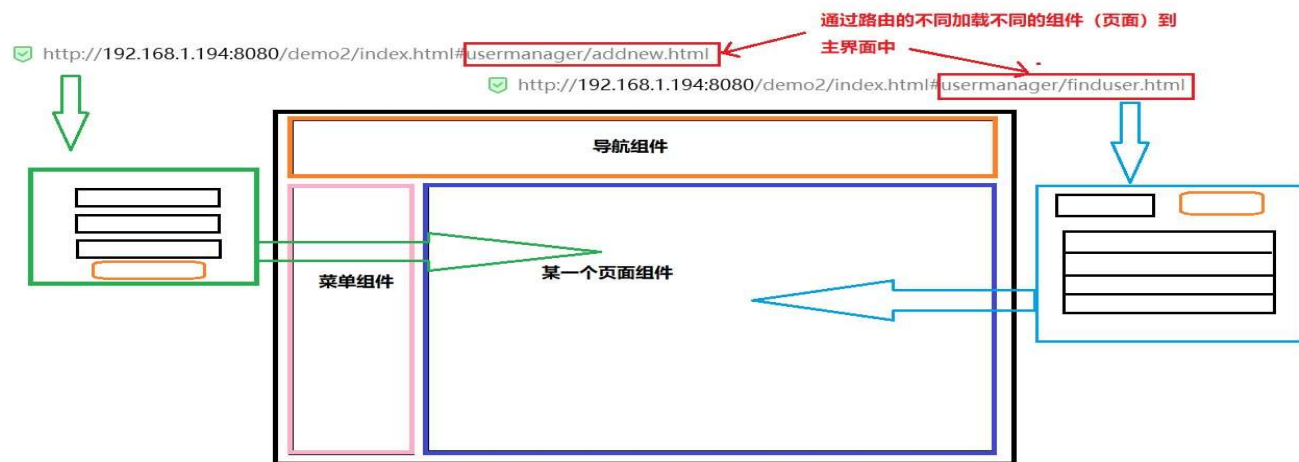 通过路由的不同加载不同的组件（页面）到
主界面中
http://192.168.1.194:8080/demo2/index.html#usermanager/addnew.html
http://192.168.1.194:8080/demo2/index.html#usermanager/finduser.html
导航组件
菜单组件
某一个页面组件